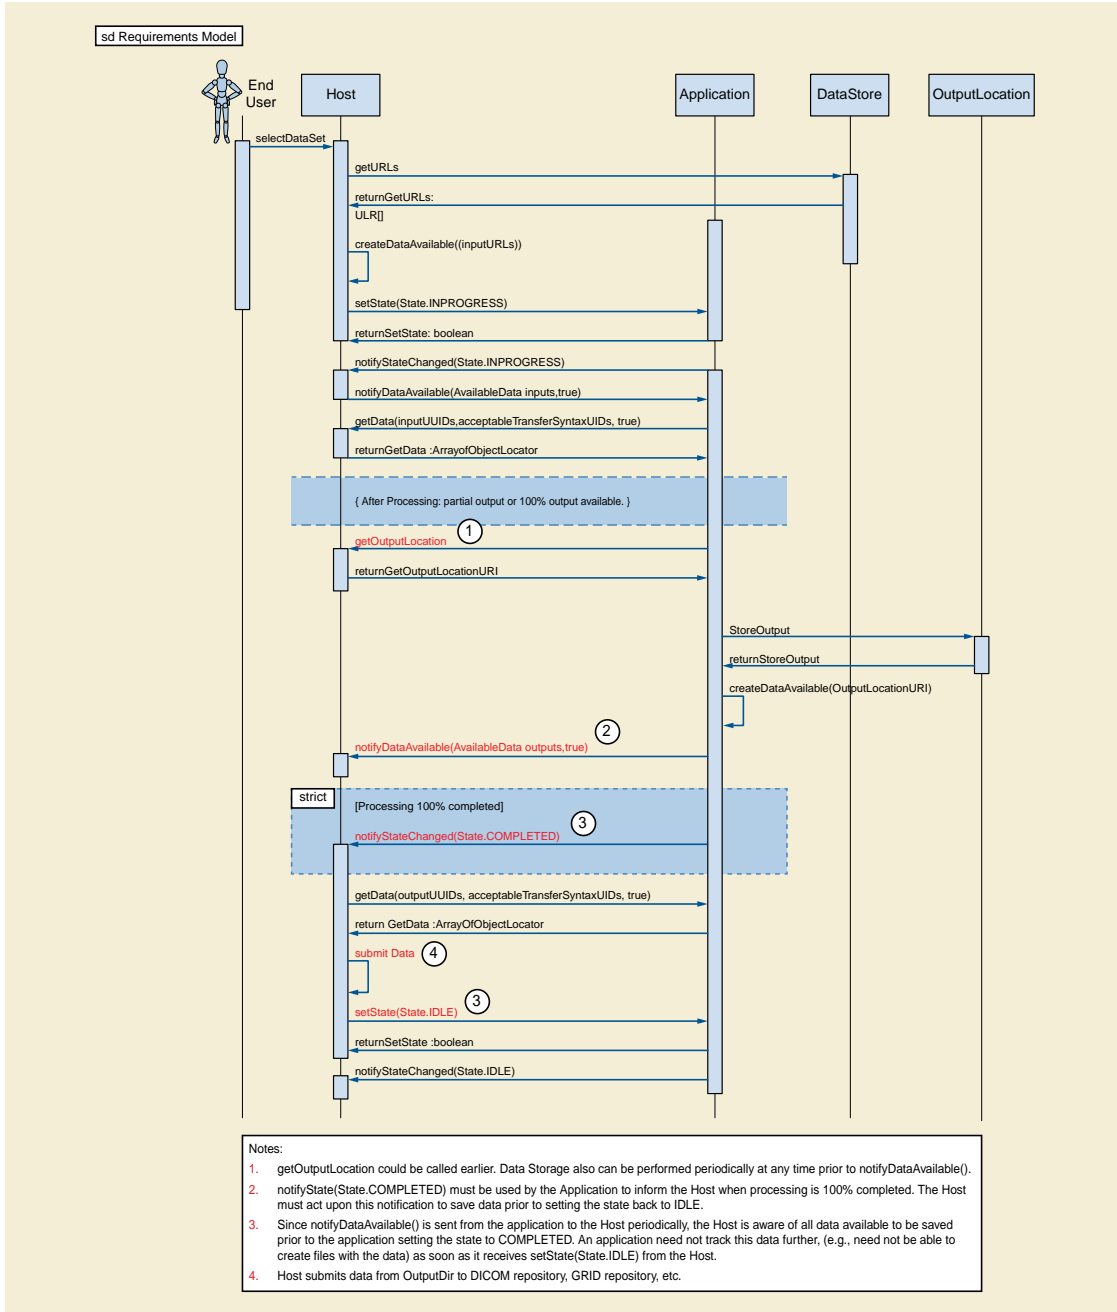 sd Requirements Model
End
User
Host
Application
DataStore
OutputLocation
selectDataSet
getURLs
returnGetURLs:
ULR[]
createDataAvailable((inputURLs))
setState(State.INPROGRESS)
returnSetState: boolean
notifyStateChanged(State.INPROGRESS)
notifyDataAvailable(AvailableData inputs,true)
getData(inputUUIDs,acceptableTransferSyntaxUIDs, true)
returnGetData :ArrayofObjectLocator
{ After Processing: partial output or 100% output available. }
1
getOutputLocation
returnGetOutputLocationURI
StoreOutput
returnStoreOutput
createDataAvailable(OutputLocationURI)
2
notifyDataAvailable(AvailableData outputs,true)
strict
[Processing 100% completed]
3
notifyStateChanged(State.COMPLETED)
getData(outputUUIDs, acceptableTransferSyntaxUIDs, true)
return GetData :ArrayOfObjectLocator
submit Data
4
3
setState(State.IDLE)
returnSetState :boolean
notifyStateChanged(State.IDLE)
Notes:
1. getOutputLocation could be called earlier. Data Storage also can be performed periodically at any time prior to notifyDataAvailable().
2. notifyState(State.COMPLETED) must be used by the Application to inform the Host when processing is 100% completed. The Host
must act upon this notification to save data prior to setting the state back to IDLE.
3. Since notifyDataAvailable() is sent from the application to the Host periodically, the Host is aware of all data available to be saved
prior to the application setting the state to COMPLETED. An application need not track this data further, (e.g., need not be able to
create files with the data) as soon as it receives setState(State.IDLE) from the Host.
4. Host submits data from OutputDir to DICOM repository, GRID repository, etc.